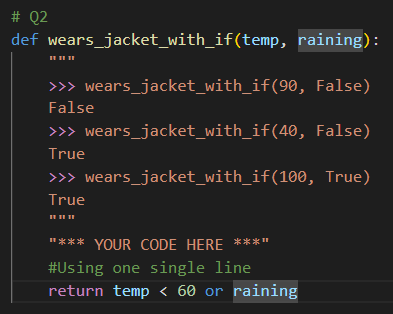 # Q2
def wears_jacket_with_if(temp, raining):
    """
    >>> wears_jacket_with_if(90, False)
    False
    >>> wears_jacket_with_if(40, False)
    True
    >>> wears_jacket_with_if(100, True)
    True
    """
    "*** YOUR CODE HERE ***"
    #Using one single line
    return temp < 60 or raining